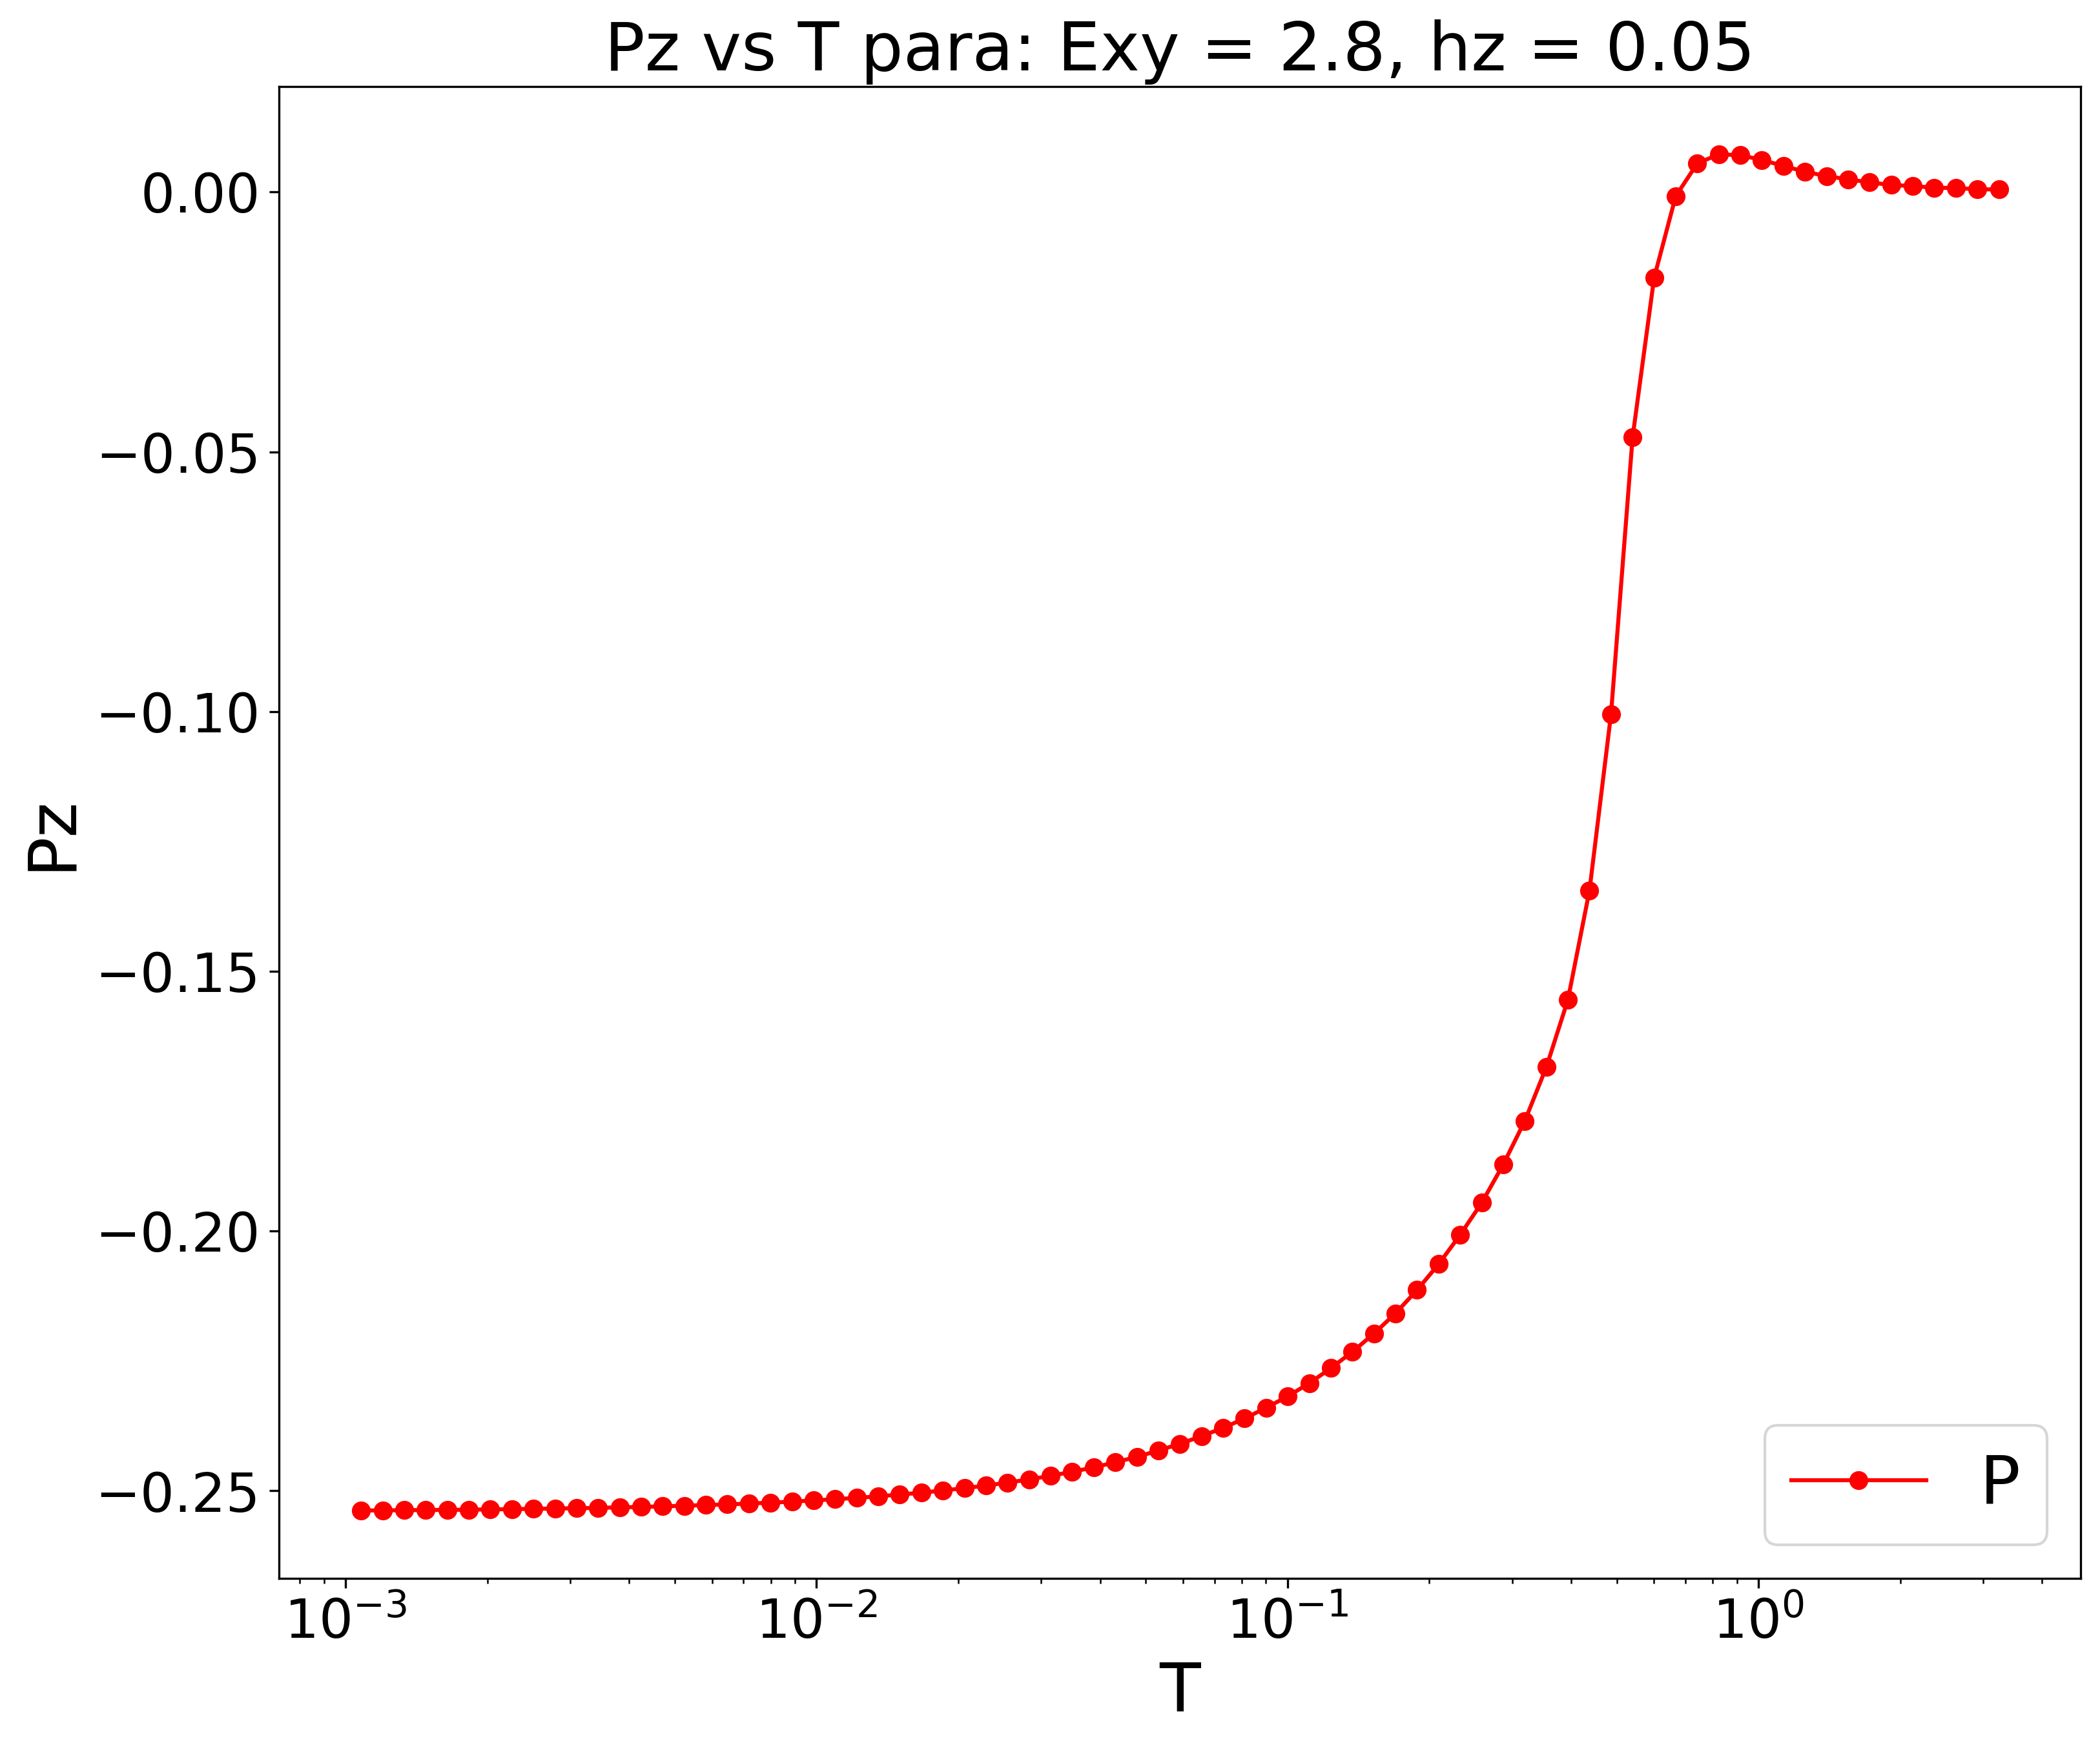 Pz vs T para: Exy = 2.8, hz = 0.05
Pz
0.00
−0.05
−0.10
−0.15
−0.20
−0.25
P
10⁻³ 10⁻² 10⁻¹ 10⁰
T